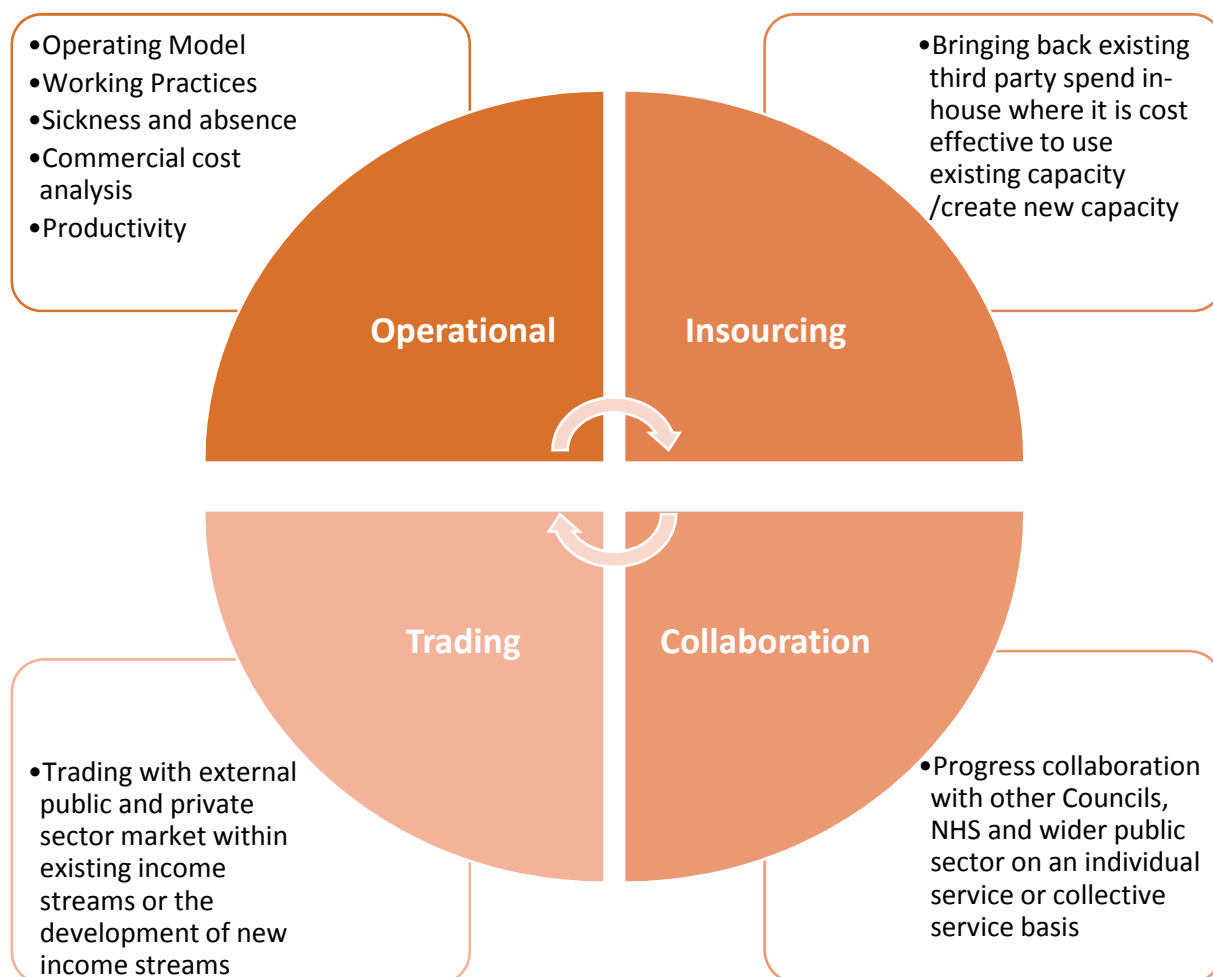 •Operating Model
•Working Practices
•Sickness and absence
•Commercial cost
analysis
•Productivity
•Bringing back existing
third party spend in-
house where it is cost
effective to use
existing capacity
/create new capacity
Operational
Insourcing
Trading
Collaboration
•Trading with external
public and private
sector market within
existing income
streams or the
development of new
income streams
•Progress collaboration
with other Councils,
NHS and wider public
sector on an individual
service or collective
service basis